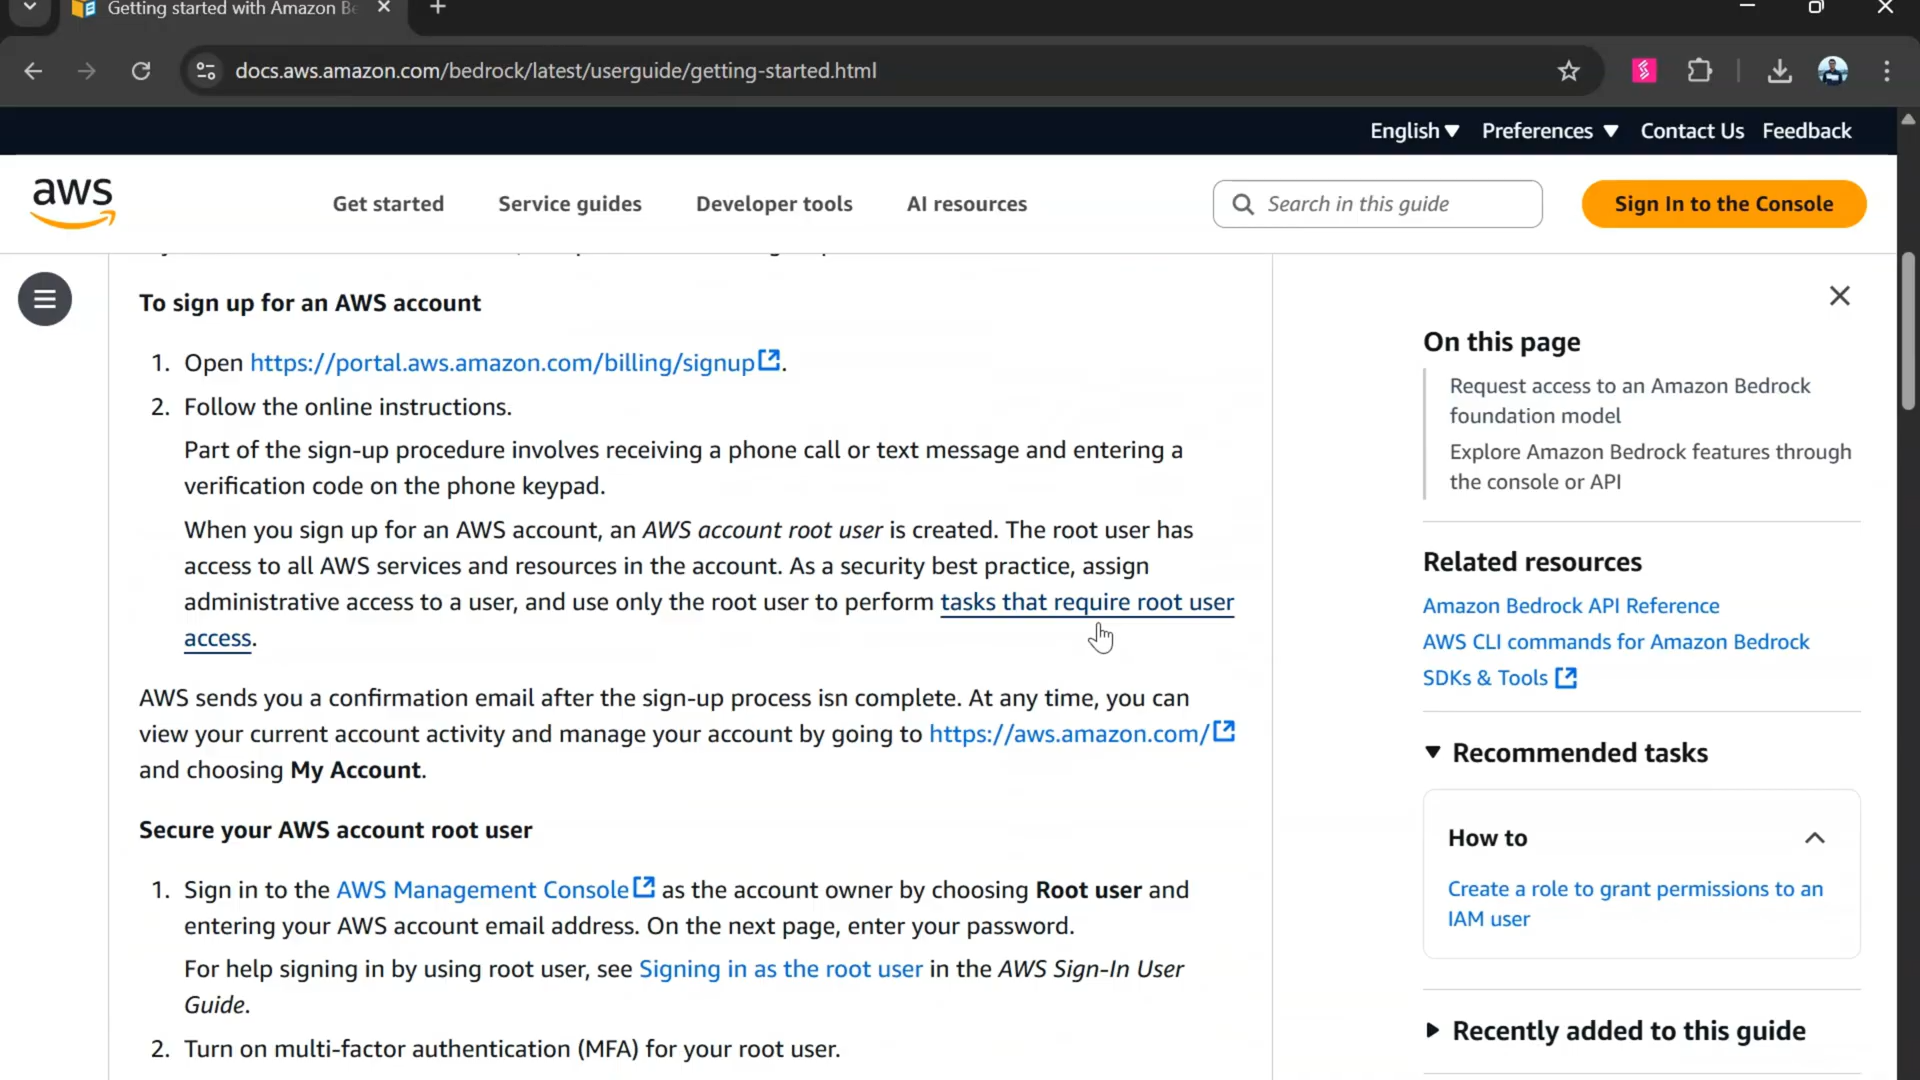 Getting started with Amazon Be
docs.aws.amazon.com/bedrock/latest/userguide/getting-started.html
English Preferences Contact Us Feedback
aws Get started Service guides Developer tools AI resources Search in this guide Sign In to the Console
To sign up for an AWS account
1. Open https://portal.aws.amazon.com/billing/signup.
2. Follow the online instructions.
Part of the sign-up procedure involves receiving a phone call or text message and entering a
verification code on the phone keypad.
When you sign up for an AWS account, an AWS account root user is created. The root user has
access to all AWS services and resources in the account. As a security best practice, assign
administrative access to a user, and use only the root user to perform tasks that require root user
access.
AWS sends you a confirmation email after the sign-up process isn complete. At any time, you can
view your current account activity and manage your account by going to https://aws.amazon.com/
and choosing My Account.
Secure your AWS account root user
1. Sign in to the AWS Management Console as the account owner by choosing Root user and
entering your AWS account email address. On the next page, enter your password.
For help signing in by using root user, see Signing in as the root user in the AWS Sign-In User
Guide.
2. Turn on multi-factor authentication (MFA) for your root user.
On this page
Request access to an Amazon Bedrock
foundation model
Explore Amazon Bedrock features through
the console or API
Related resources
Amazon Bedrock API Reference
AWS CLI commands for Amazon Bedrock
SDKs & Tools
Recommended tasks
How to
Create a role to grant permissions to an
IAM user
Recently added to this guide